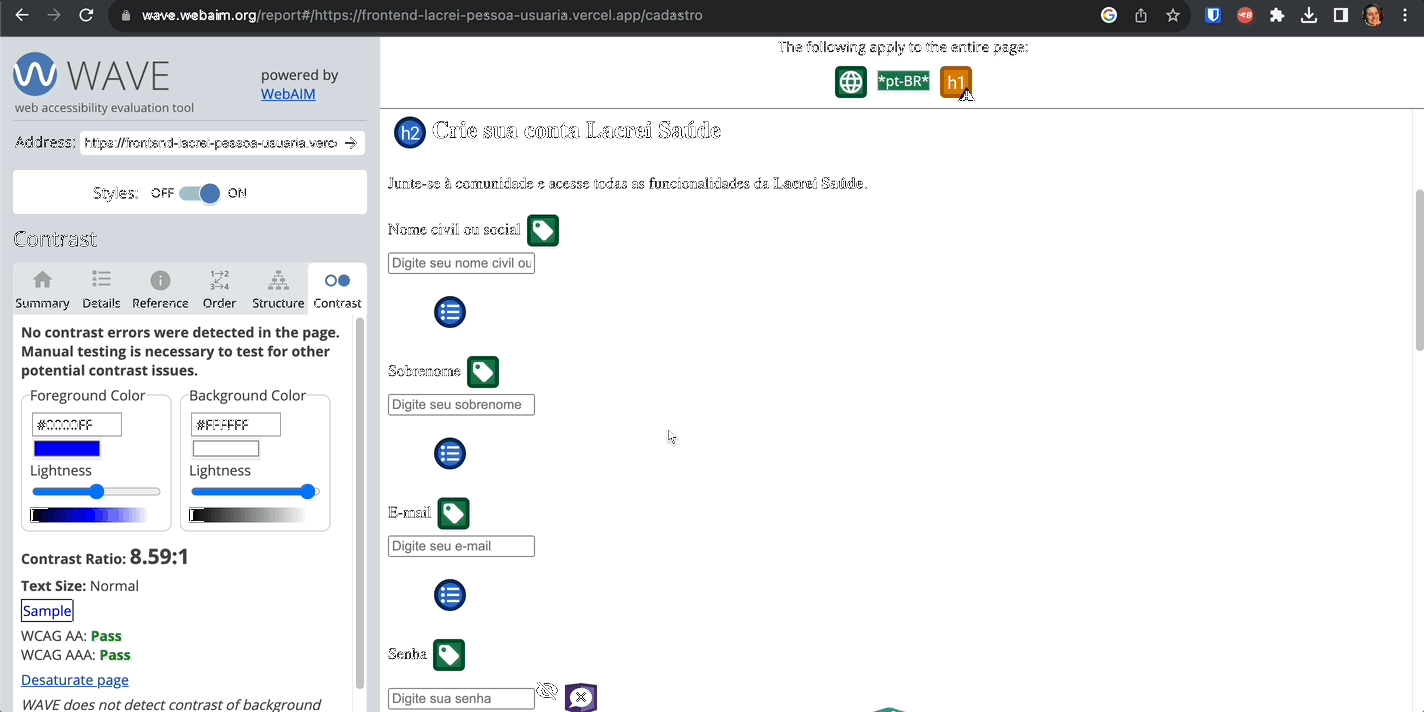 wave.webaim.org/report#/https://frontend-lacrei-pessoa-usuaria.vercel.app/cadastro
WAVE
web accessibility evaluation tool
powered by
WebAIM
Address: https://frontend-lacrei-pessoa-usuaria.verc
Styles: OFF ON
Contrast
Summary Details Reference Order Structure Contrast
No contrast errors were detected in the page.
Manual testing is necessary to test for other
potential contrast issues.
Foreground Color Background Color
#0000FF #FFFFFF
Lightness Lightness
Contrast Ratio: 8.59:1
Text Size: Normal
Sample
WCAG AA: Pass
WCAG AAA: Pass
Desaturate page
WAVE does not detect contrast of background
The following apply to the entire page:
*pt-BR* h1
h2 Crie sua conta Lacrei Saúde
Junte-se à comunidade e acesse todas as funcionalidades da Lacrei Saúde.
Nome civil ou social
Digite seu nome civil ou
Sobrenome
Digite seu sobrenome
E-mail
Digite seu e-mail
Senha
Digite sua senha